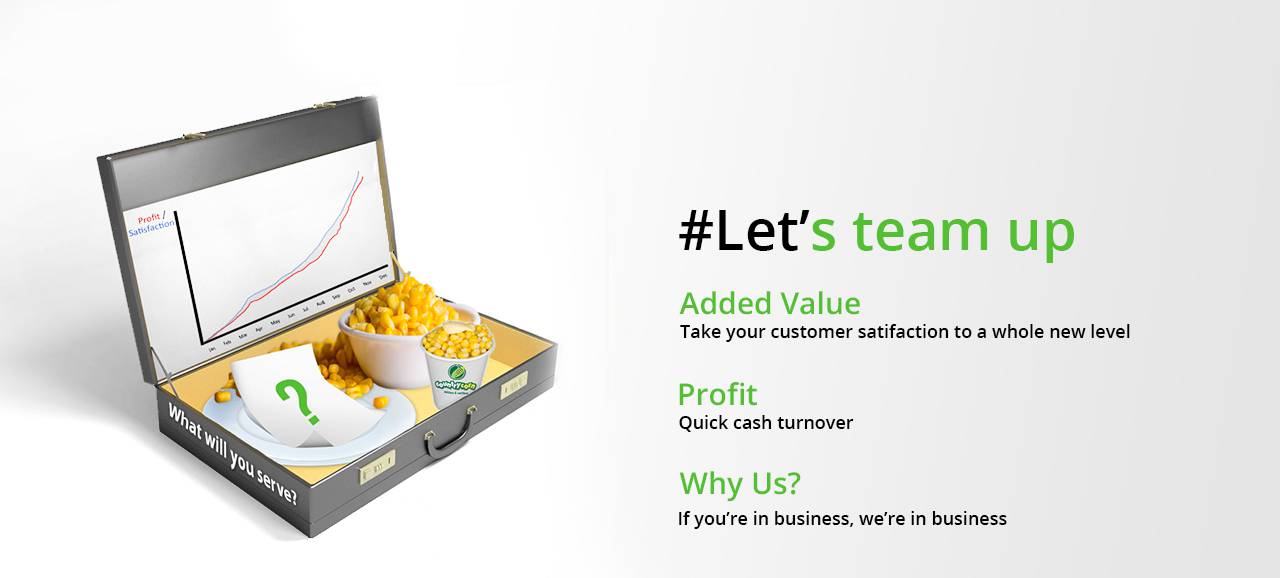 Profit /
Satisfaction
Jan Feb Mar Apr May Jun Jul Aug Sep Oct Nov Dec
?
What will you serve?
#Let’s team up
Added Value
Take your customer satifaction to a whole new level
Profit
Quick cash turnover
Why Us?
If you’re in business, we’re in business